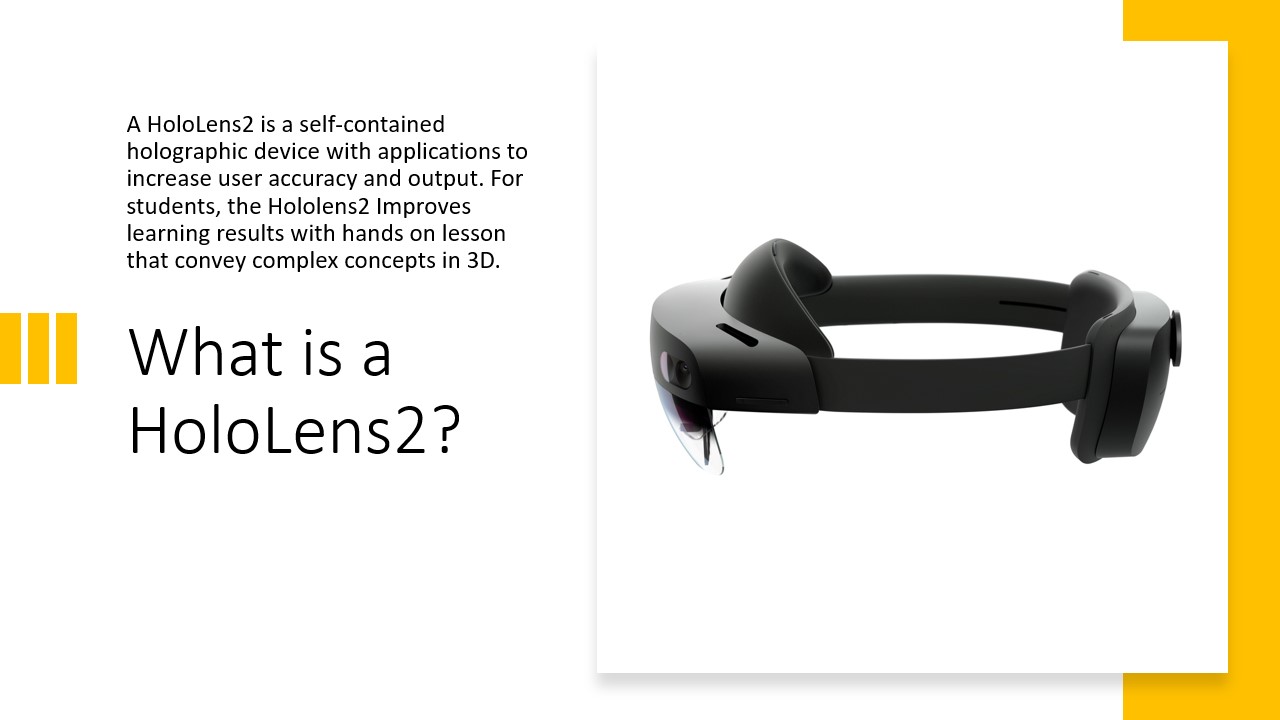 A HoloLens2 is a self-contained
holographic device with applications to
increase user accuracy and output. For
students, the Hololens2 Improves
learning results with hands on lesson
that convey complex concepts in 3D.
What is a
HoloLens2?